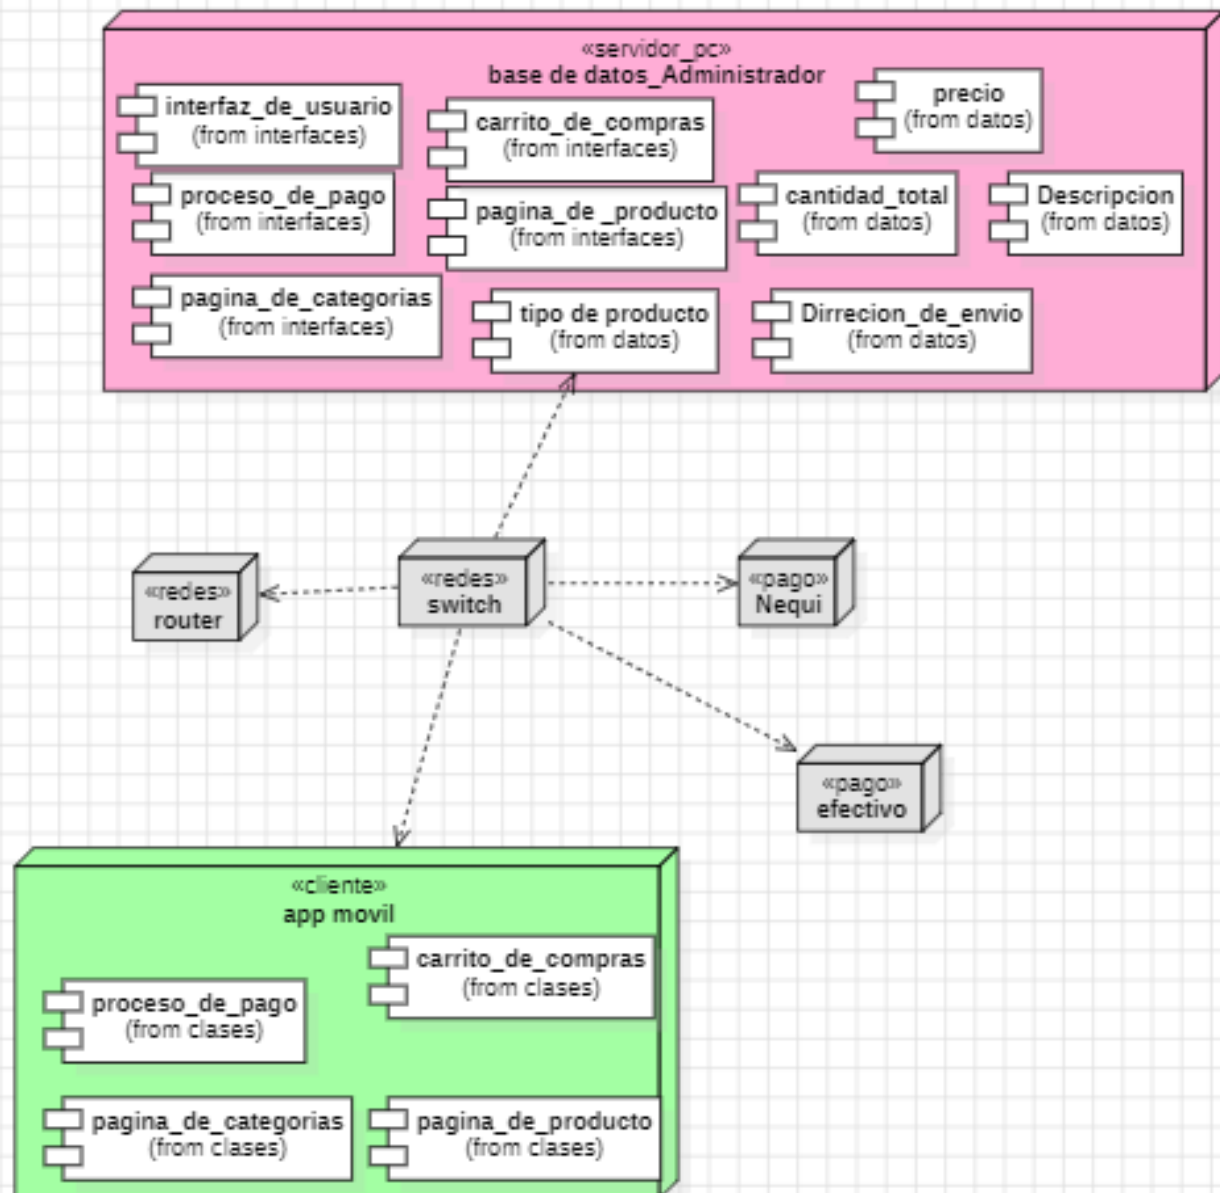 «servidor_pc»
base de datos_Administrador
interfaz_de_usuario
(from interfaces)
carrito_de_compras
(from interfaces)
precio
(from datos)
proceso_de_pago
(from interfaces)
pagina_de _producto
(from interfaces)
cantidad_total
(from datos)
Descripcion
(from datos)
pagina_de_categorias
(from interfaces)
tipo de producto
(from datos)
Dirrecion_de_envio
(from datos)
«redes»
router
«redes»
switch
«pago»
Nequi
«pago»
efectivo
«cliente»
app movil
carrito_de_compras
(from clases)
proceso_de_pago
(from clases)
pagina_de_categorias
(from clases)
pagina_de_producto
(from clases)